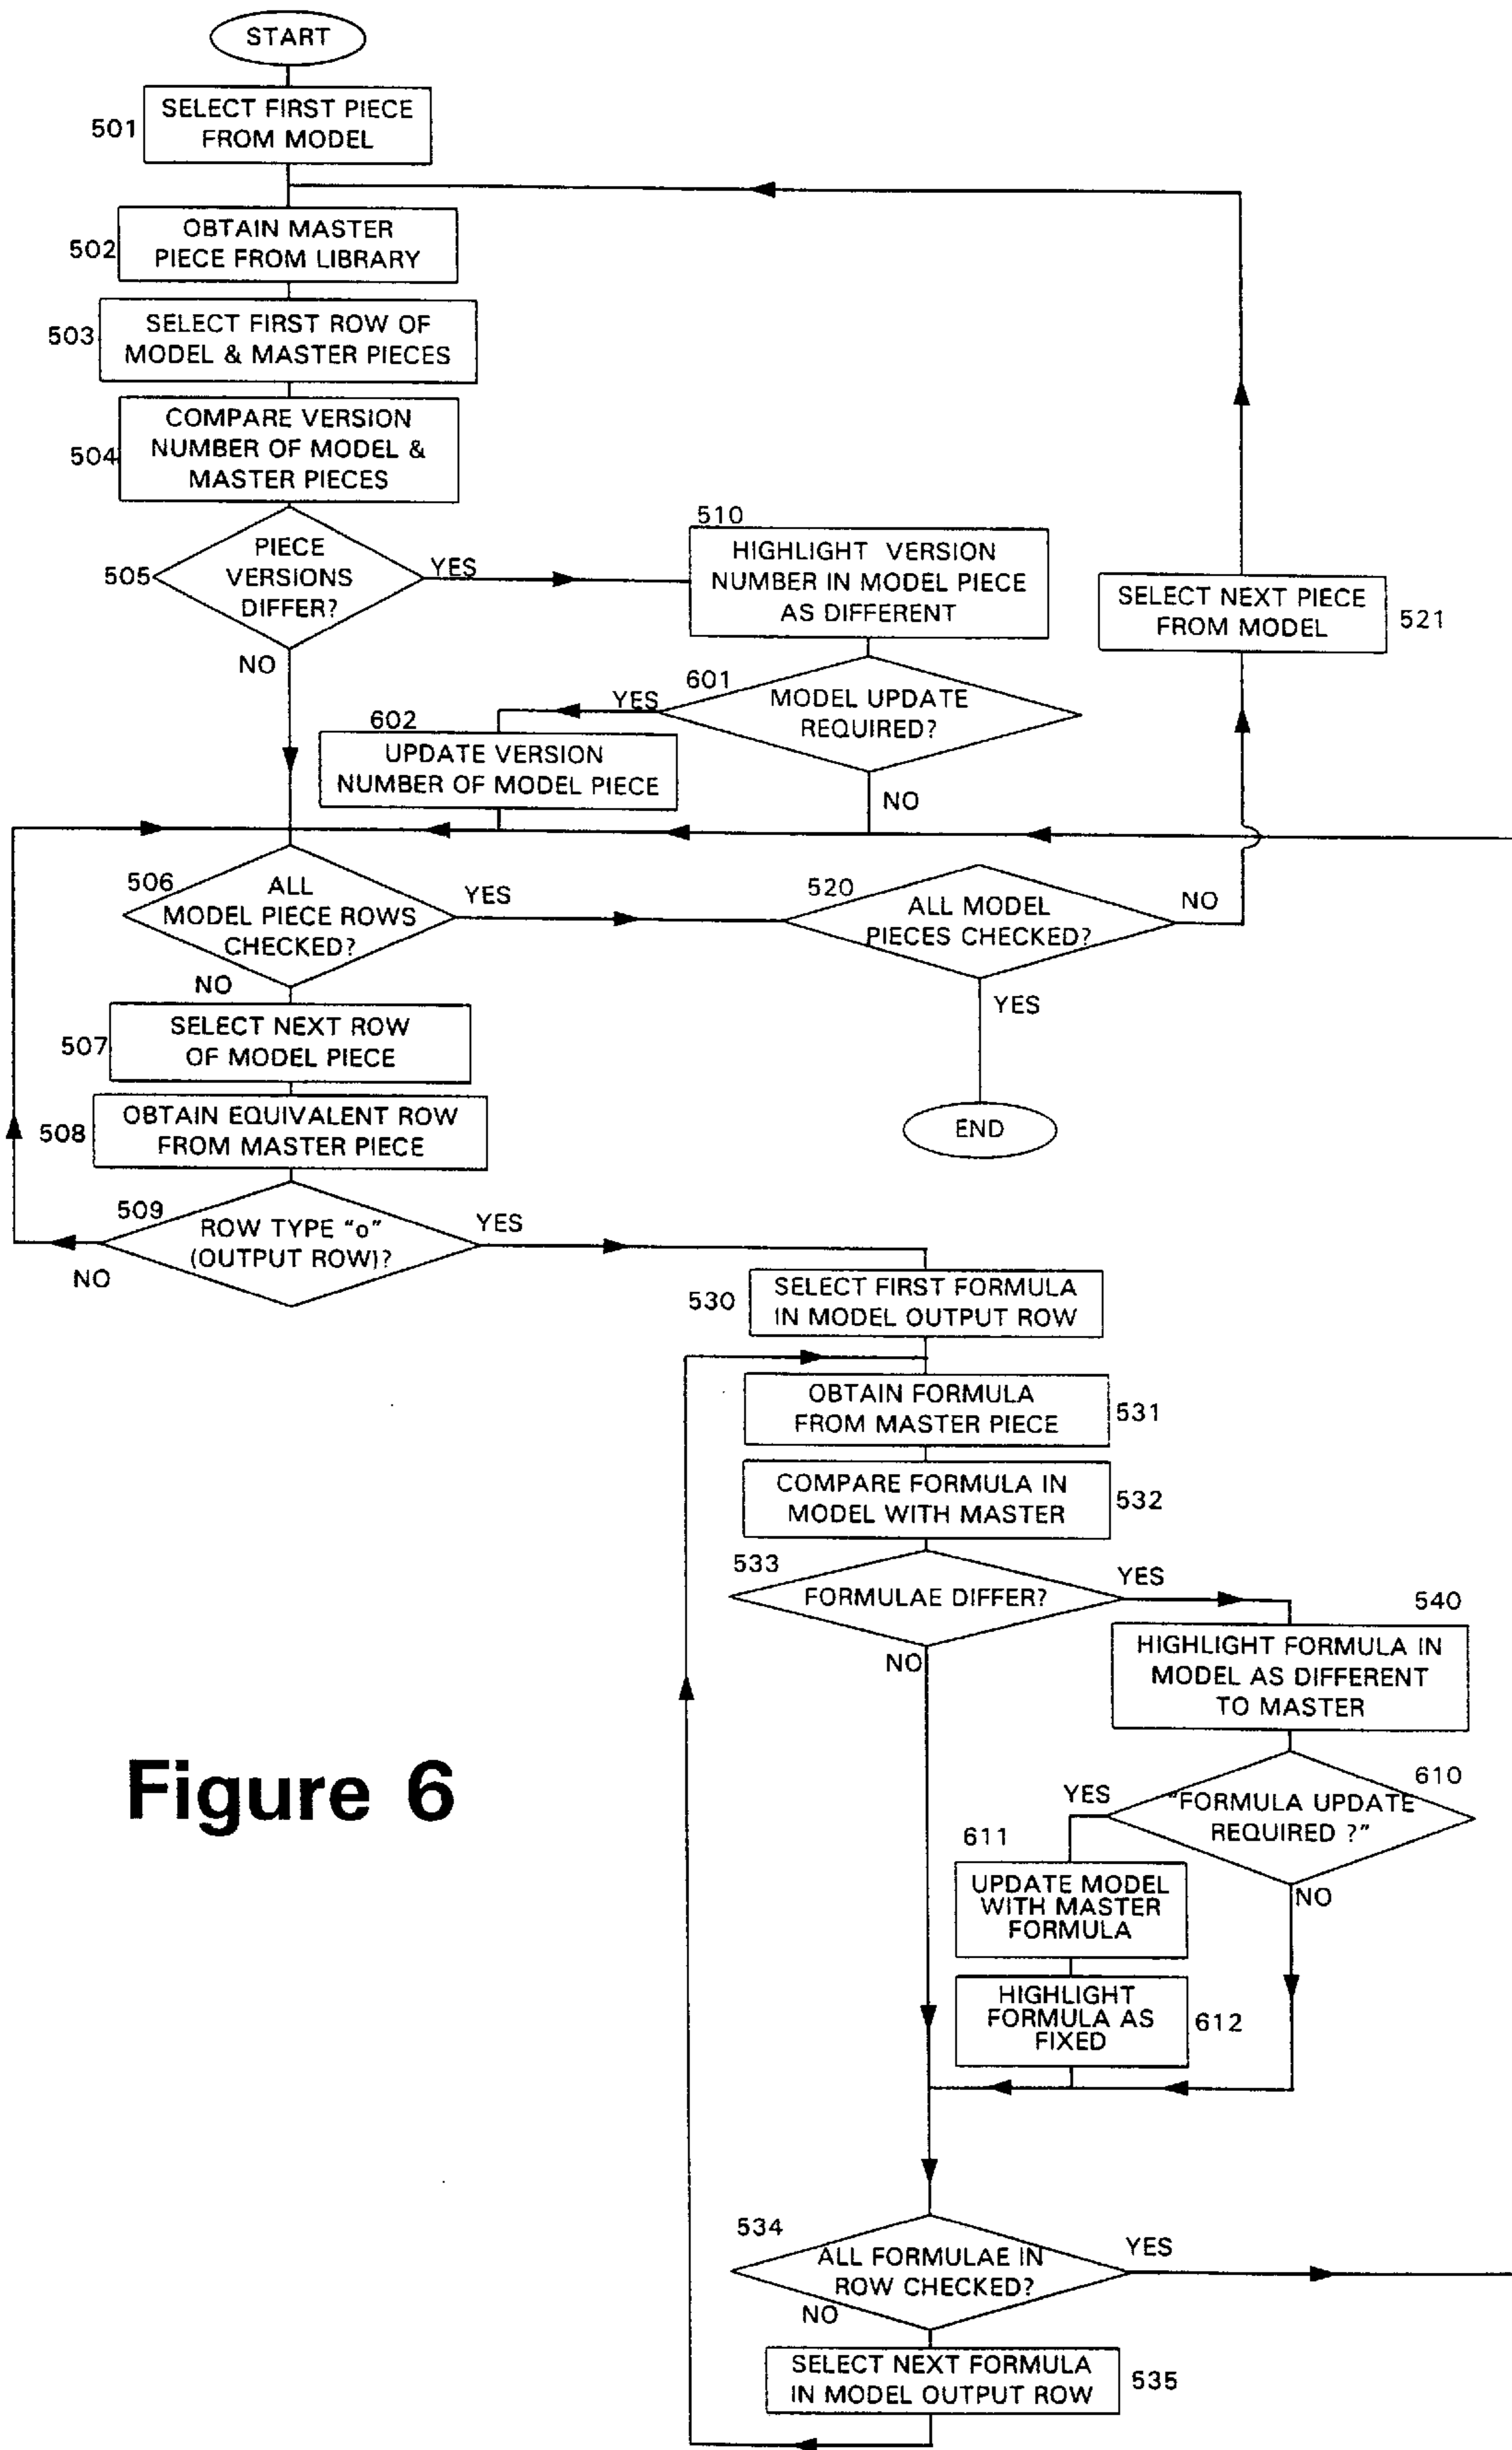 START
501
SELECT FIRST PIECE
FROM MODEL
502
OBTAIN MASTER
PIECE FROM LIBRARY
503
SELECT FIRST ROW OF
MODEL & MASTER PIECES
504
COMPARE VERSION
NUMBER OF MODEL &
MASTER PIECES
505
PIECE
VERSIONS
DIFFER?
YES
NO
510
HIGHLIGHT VERSION
NUMBER IN MODEL PIECE
AS DIFFERENT
SELECT NEXT PIECE
FROM MODEL
521
601
MODEL UPDATE
REQUIRED?
YES
NO
602
UPDATE VERSION
NUMBER OF MODEL PIECE
506
ALL
MODEL PIECE ROWS
CHECKED?
YES
NO
520
ALL MODEL
PIECES CHECKED?
NO
YES
END
507
SELECT NEXT ROW
OF MODEL PIECE
508
OBTAIN EQUIVALENT ROW
FROM MASTER PIECE
509
ROW TYPE "o"
(OUTPUT ROW)?
YES
NO
530
SELECT FIRST FORMULA
IN MODEL OUTPUT ROW
OBTAIN FORMULA
FROM MASTER PIECE
531
COMPARE FORMULA IN
MODEL WITH MASTER
532
533
FORMULAE DIFFER?
YES
NO
540
HIGHLIGHT FORMULA IN
MODEL AS DIFFERENT
TO MASTER
610
"FORMULA UPDATE
REQUIRED ?"
YES
NO
611
UPDATE MODEL
WITH MASTER
FORMULA
HIGHLIGHT
FORMULA AS
FIXED
612
534
ALL FORMULAE IN
ROW CHECKED?
YES
NO
SELECT NEXT FORMULA
IN MODEL OUTPUT ROW
535
Figure 6